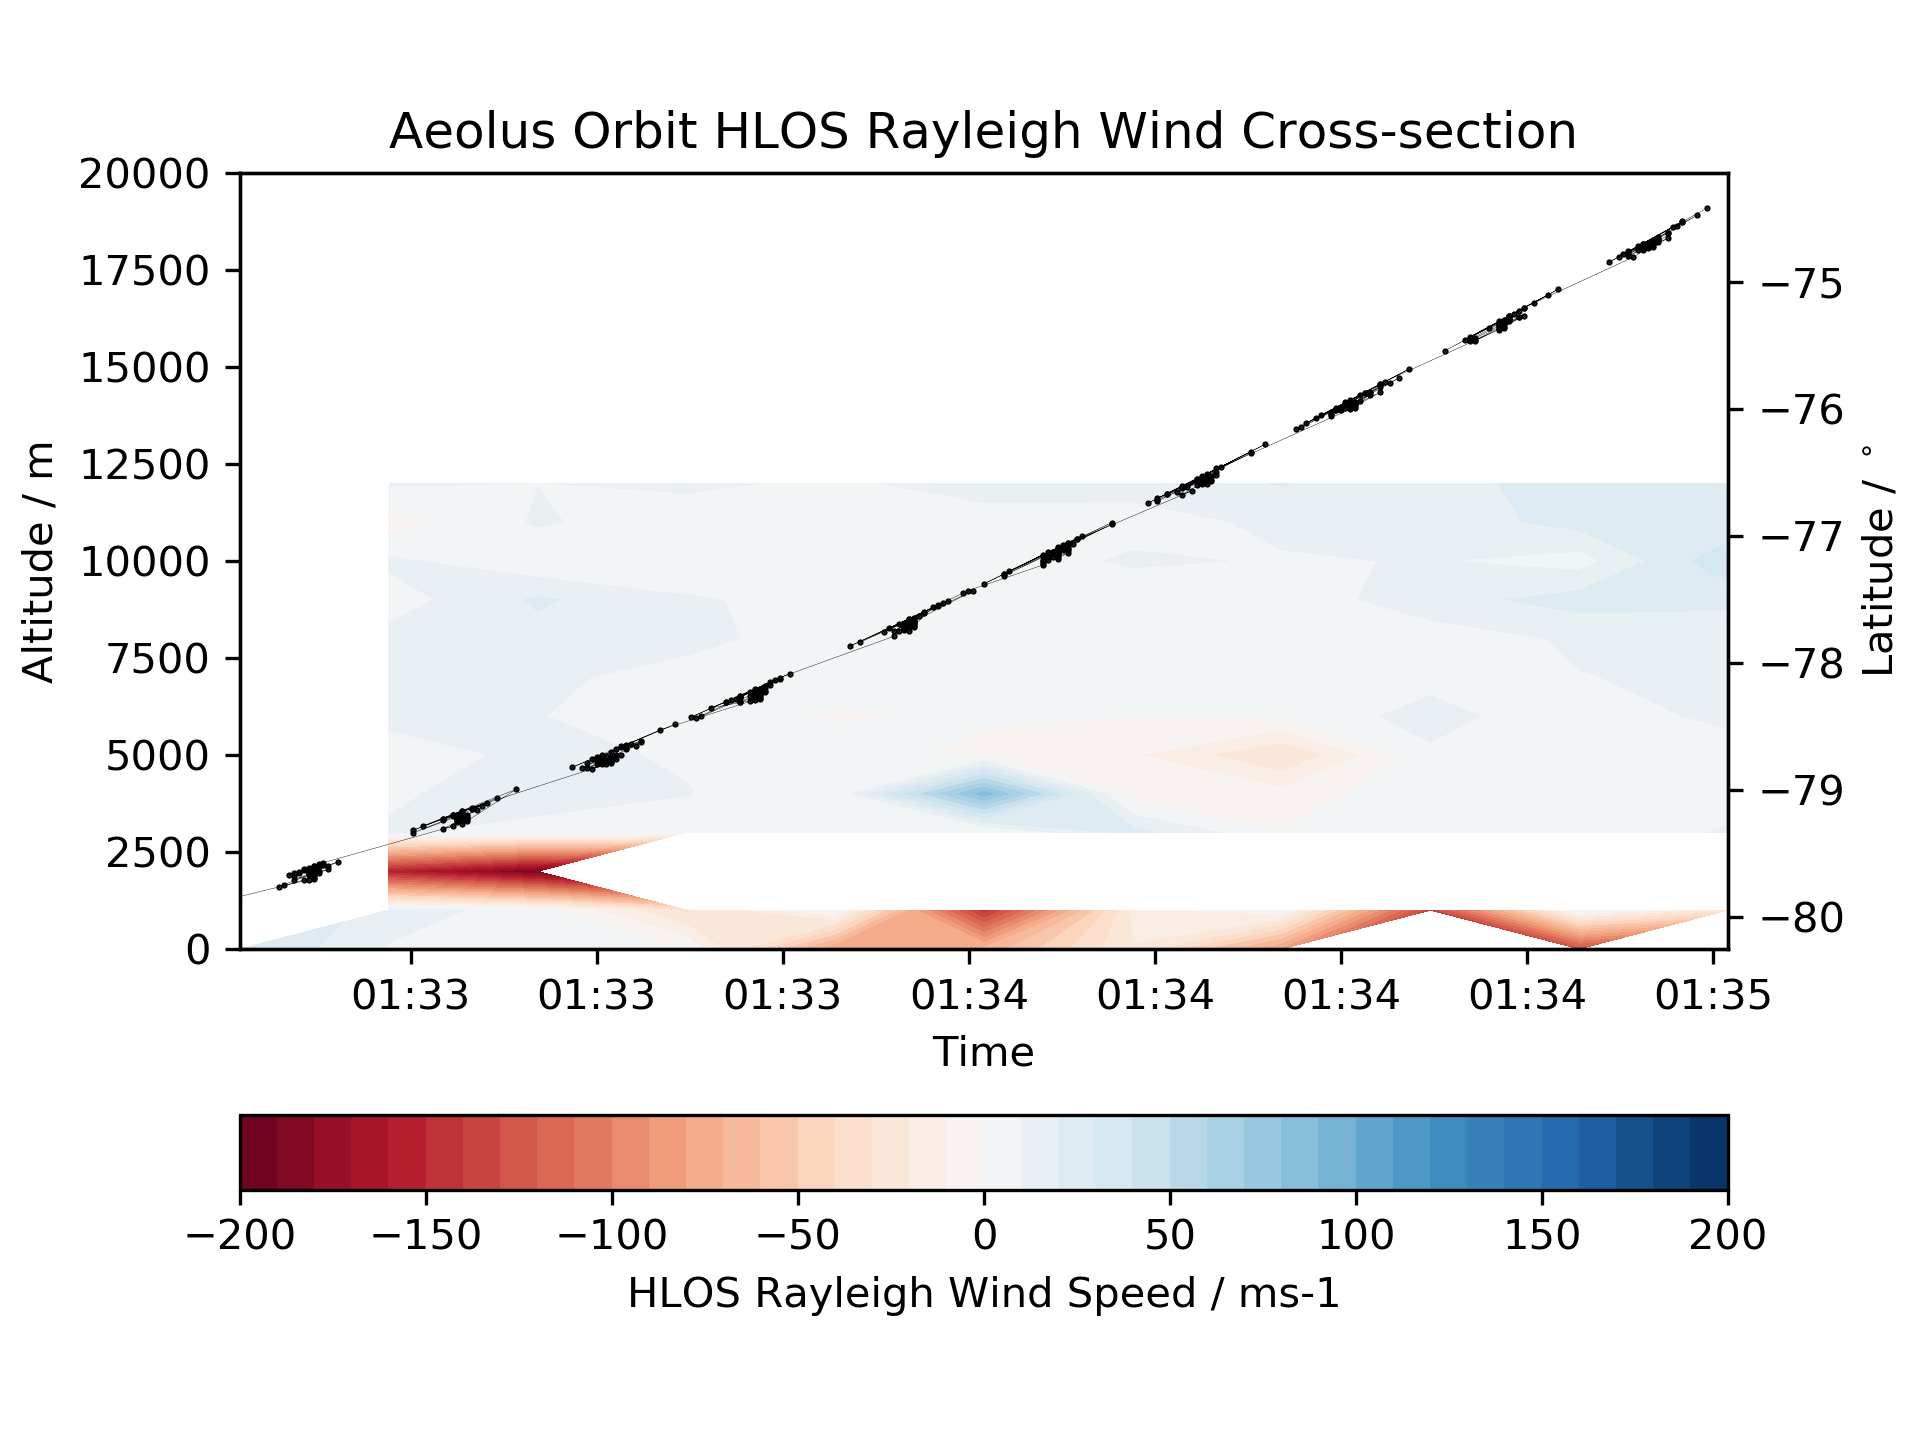 Aeolus Orbit HLOS Rayleigh Wind Cross-section
20000
17500
15000
12500
10000
7500
5000
2500
0
Altitude / m
−75
−76
−77
−78
−79
−80
Latitude / °
01:33 01:33 01:33 01:34 01:34 01:34 01:34 01:35
Time
−200 −150 −100 −50 0 50 100 150 200
HLOS Rayleigh Wind Speed / ms-1